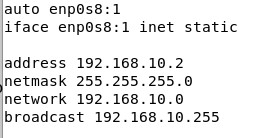 auto enp0s8:1
iface enp0s8:1 inet static
address 192.168.10.2
netmask 255.255.255.0
network 192.168.10.0
broadcast 192.168.10.255